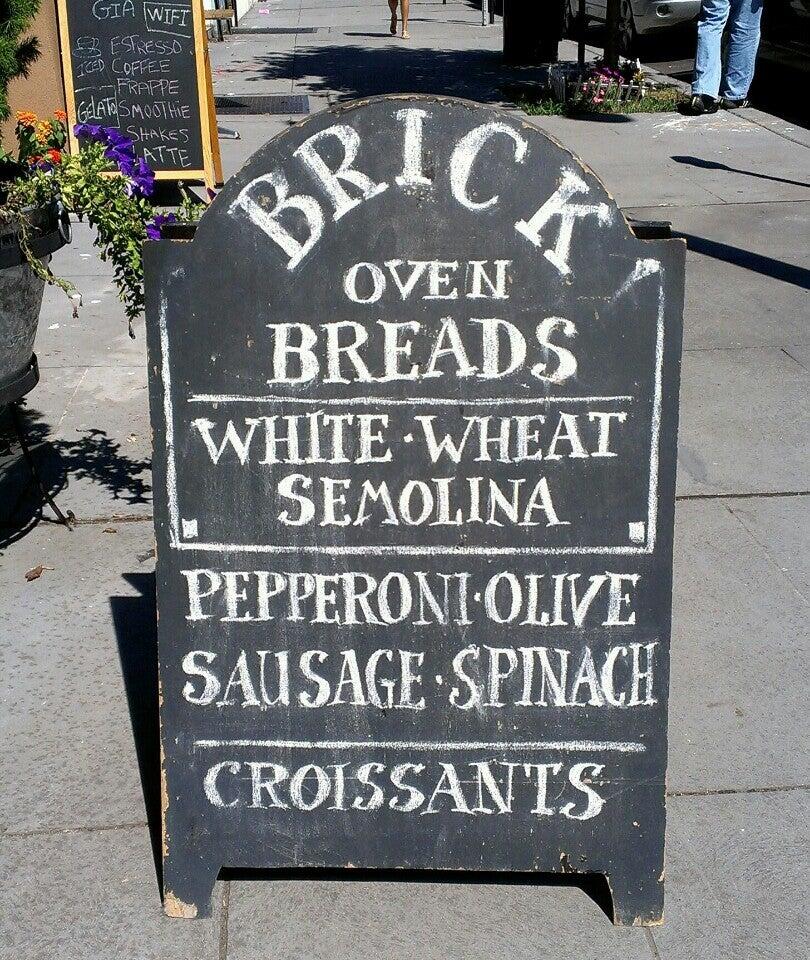 GIA WIFI
ESPRESSO
ICED COFFEE
FRAPPE
GELATO SMOOTHIE
SHAKES
LATTE
BRICK
OVEN
BREADS
WHITE · WHEAT
SEMOLINA
PEPPERONI · OLIVE
SAUSAGE · SPINACH
CROISSANTS